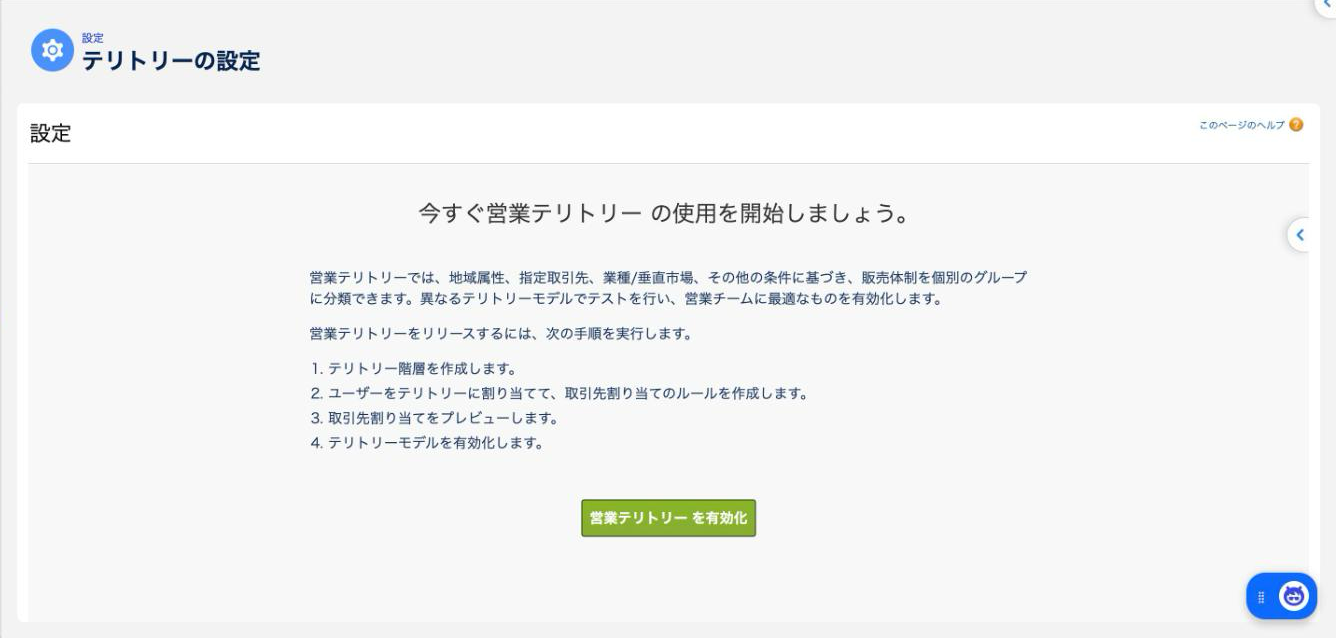 設定
テリトリーの設定
設定
このページのヘルプ ?
今すぐ営業テリトリー の使用を開始しましょう。
営業テリトリーでは、地域属性、指定取引先、業種/垂直市場、その他の条件に基づき、販売体制を個別のグループ
に分類できます。異なるテリトリーモデルでテストを行い、営業チームに最適なものを有効化します。
営業テリトリーをリリースするには、次の手順を実行します。
1. テリトリー階層を作成します。
2. ユーザーをテリトリーに割り当てて、取引先割り当てのルールを作成します。
3. 取引先割り当てをプレビューします。
4. テリトリーモデルを有効化します。
営業テリトリー を有効化